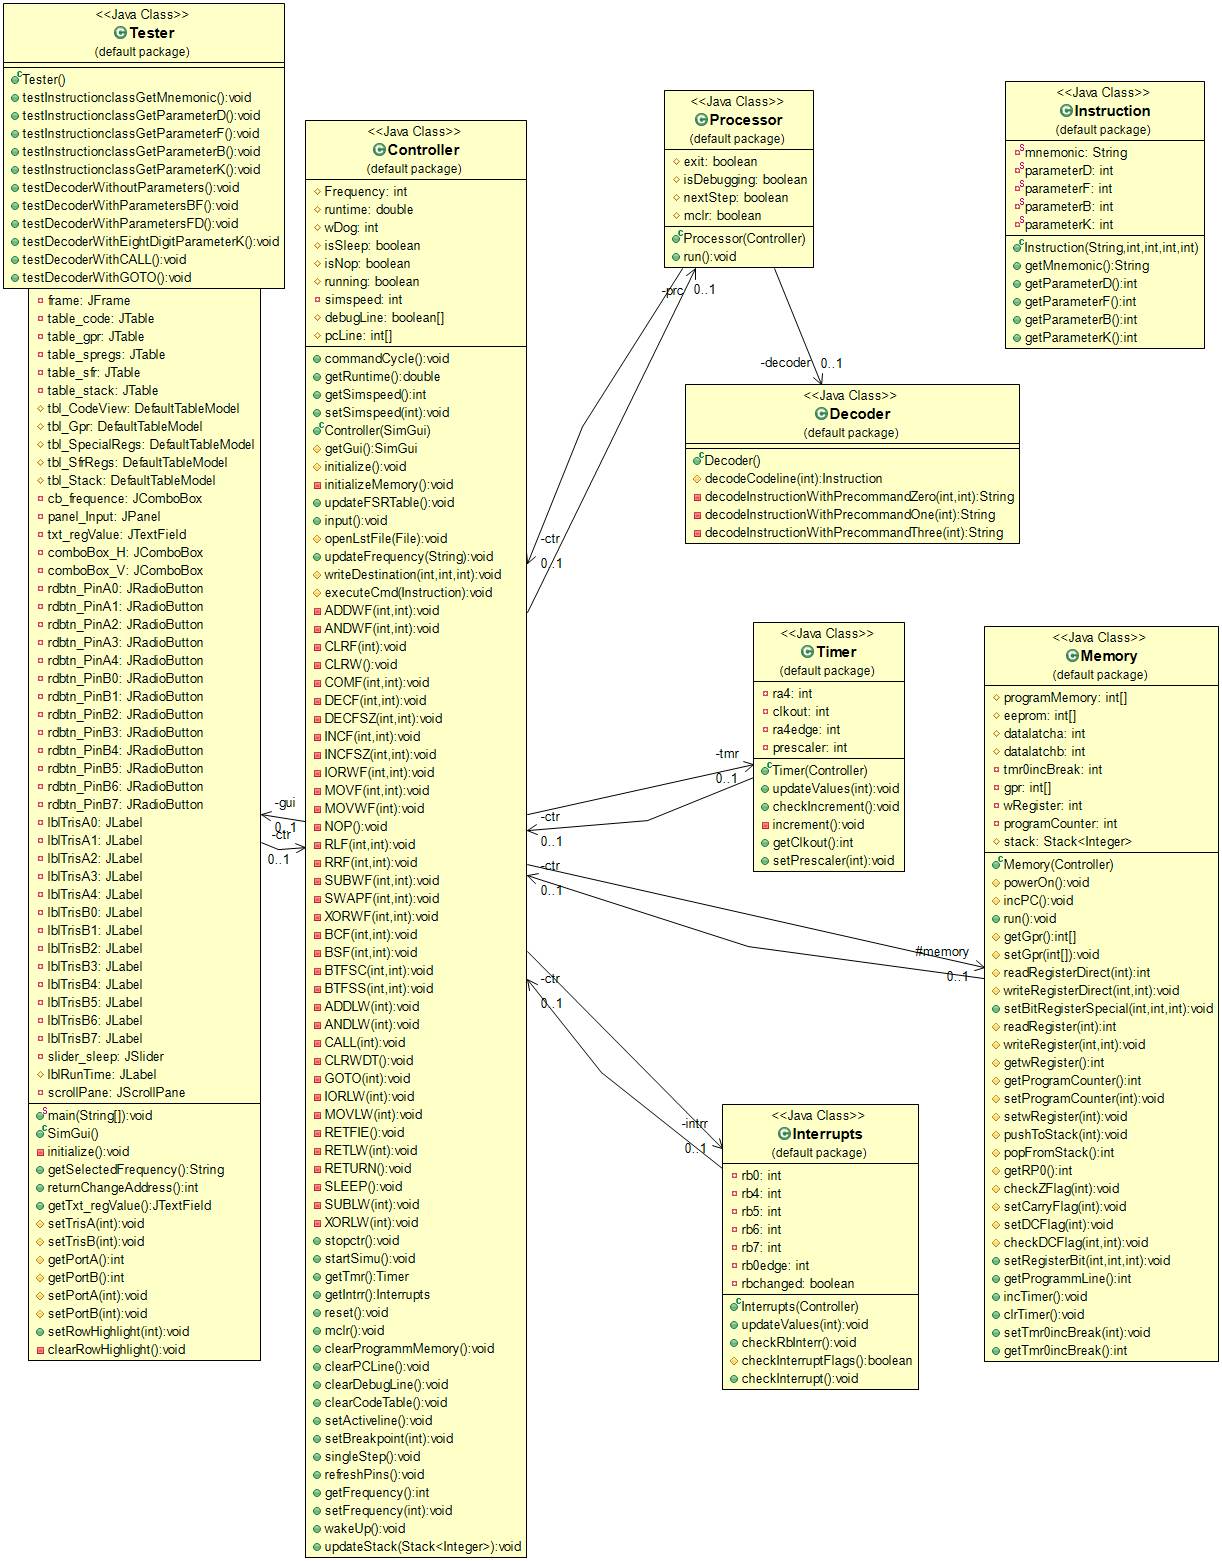 <<Java Class>>
Tester
(default package)
Tester()
testInstructionclassGetMnemonic():void
testInstructionclassGetParameterD():void
testInstructionclassGetParameterF():void
testInstructionclassGetParameterB():void
testInstructionclassGetParameterK():void
testDecoderWithoutParameters():void
testDecoderWithParametersBF():void
testDecoderWithParametersFD():void
testDecoderWithEightDigitParameterK():void
testDecoderWithCALL():void
testDecoderWithGOTO():void
frame: JFrame
table_code: JTable
table_gpr: JTable
table_spregs: JTable
table_sfr: JTable
table_stack: JTable
tbl_CodeView: DefaultTableModel
tbl_Gpr: DefaultTableModel
tbl_SpecialRegs: DefaultTableModel
tbl_SfrRegs: DefaultTableModel
tbl_Stack: DefaultTableModel
cb_frequence: JComboBox
panel_Input: JPanel
txt_regValue: JTextField
comboBox_H: JComboBox
comboBox_V: JComboBox
rdbtn_PinA0: JRadioButton
rdbtn_PinA1: JRadioButton
rdbtn_PinA2: JRadioButton
rdbtn_PinA3: JRadioButton
rdbtn_PinA4: JRadioButton
rdbtn_PinB0: JRadioButton
rdbtn_PinB1: JRadioButton
rdbtn_PinB2: JRadioButton
rdbtn_PinB3: JRadioButton
rdbtn_PinB4: JRadioButton
rdbtn_PinB5: JRadioButton
rdbtn_PinB6: JRadioButton
rdbtn_PinB7: JRadioButton
lblTrisA0: JLabel
lblTrisA1: JLabel
lblTrisA2: JLabel
lblTrisA3: JLabel
lblTrisA4: JLabel
lblTrisB0: JLabel
lblTrisB1: JLabel
lblTrisB2: JLabel
lblTrisB3: JLabel
lblTrisB4: JLabel
lblTrisB5: JLabel
lblTrisB6: JLabel
lblTrisB7: JLabel
slider_sleep: JSlider
lblRunTime: JLabel
scrollPane: JScrollPane
main(String[]):void
SimGui()
initialize():void
getSelectedFrequency():String
returnChangeAddress():int
getTxt_regValue():JTextField
setTrisA(int):void
setTrisB(int):void
getPortA():int
getPortB():int
setPortA(int):void
setPortB(int):void
setRowHighlight(int):void
clearRowHighlight():void
-gui
0..1
-ctr
0..1
<<Java Class>>
Controller
(default package)
Frequency: int
runtime: double
wDog: int
isSleep: boolean
isNop: boolean
running: boolean
simspeed: int
debugLine: boolean[]
pcLine: int[]
commandCycle():void
getRuntime():double
getSimspeed():int
setSimspeed(int):void
Controller(SimGui)
getGui():SimGui
initialize():void
initializeMemory():void
updateFSRTable():void
input():void
openLstFile(File):void
updateFrequency(String):void
writeDestination(int,int,int):void
executeCmd(Instruction):void
ADDWF(int,int):void
ANDWF(int,int):void
CLRF(int):void
CLRW():void
COMF(int,int):void
DECF(int,int):void
DECFSZ(int,int):void
INCF(int,int):void
INCFSZ(int,int):void
IORWF(int,int):void
MOVF(int,int):void
MOVWF(int):void
NOP():void
RLF(int,int):void
RRF(int,int):void
SUBWF(int,int):void
SWAPF(int,int):void
XORWF(int,int):void
BCF(int,int):void
BSF(int,int):void
BTFSC(int,int):void
BTFSS(int,int):void
ADDLW(int):void
ANDLW(int):void
CALL(int):void
CLRWDT():void
GOTO(int):void
IORLW(int):void
MOVLW(int):void
RETFIE():void
RETLW(int):void
RETURN():void
SLEEP():void
SUBLW(int):void
XORLW(int):void
stopctr():void
startSimu():void
getTmr():Timer
getIntrr():Interrupts
reset():void
mclr():void
clearProgrammMemory():void
clearPCLine():void
clearDebugLine():void
clearCodeTable():void
setActiveline():void
setBreakpoint(int):void
singleStep():void
refreshPins():void
getFrequency():int
setFrequency(int):void
wakeUp():void
updateStack(Stack<Integer>):void
<<Java Class>>
Processor
(default package)
exit: boolean
isDebugging: boolean
nextStep: boolean
mclr: boolean
Processor(Controller)
run():void
-prc 0..1
-ctr
0..1
-decoder 0..1
<<Java Class>>
Decoder
(default package)
Decoder()
decodeCodeline(int):Instruction
decodeInstructionWithPrecommandZero(int,int):String
decodeInstructionWithPrecommandOne(int):String
decodeInstructionWithPrecommandThree(int):String
<<Java Class>>
Instruction
(default package)
mnemonic: String
parameterD: int
parameterF: int
parameterB: int
parameterK: int
Instruction(String,int,int,int,int)
getMnemonic():String
getParameterD():int
getParameterF():int
getParameterB():int
getParameterK():int
<<Java Class>>
Timer
(default package)
ra4: int
clkout: int
ra4edge: int
prescaler: int
Timer(Controller)
updateValues(int):void
checkIncrement():void
increment():void
getClkout():int
setPrescaler(int):void
-tmr
0..1
-ctr
0..1
-ctr
0..1
#memory
0..1
-ctr
0..1
-intrr
0..1
<<Java Class>>
Memory
(default package)
programMemory: int[]
eeprom: int[]
datalatcha: int
datalatchb: int
tmr0incBreak: int
gpr: int[]
wRegister: int
programCounter: int
stack: Stack<Integer>
Memory(Controller)
powerOn():void
incPC():void
run():void
getGpr():int[]
setGpr(int[]):void
readRegisterDirect(int):int
writeRegisterDirect(int,int):void
setBitRegisterSpecial(int,int,int):void
readRegister(int):int
writeRegister(int,int):void
getwRegister():int
getProgramCounter():int
setProgramCounter(int):void
setwRegister(int):void
pushToStack(int):void
popFromStack():int
getRP0():int
checkZFlag(int):void
setCarryFlag(int):void
setDCFlag(int):void
checkDCFlag(int,int):void
setRegisterBit(int,int,int):void
getProgrammLine():int
incTimer():void
clrTimer():void
setTmr0incBreak(int):void
getTmr0incBreak():int
<<Java Class>>
Interrupts
(default package)
rb0: int
rb4: int
rb5: int
rb6: int
rb7: int
rb0edge: int
rbchanged: boolean
Interrupts(Controller)
updateValues(int):void
checkRbInterr():void
checkInterruptFlags():boolean
checkInterrupt():void